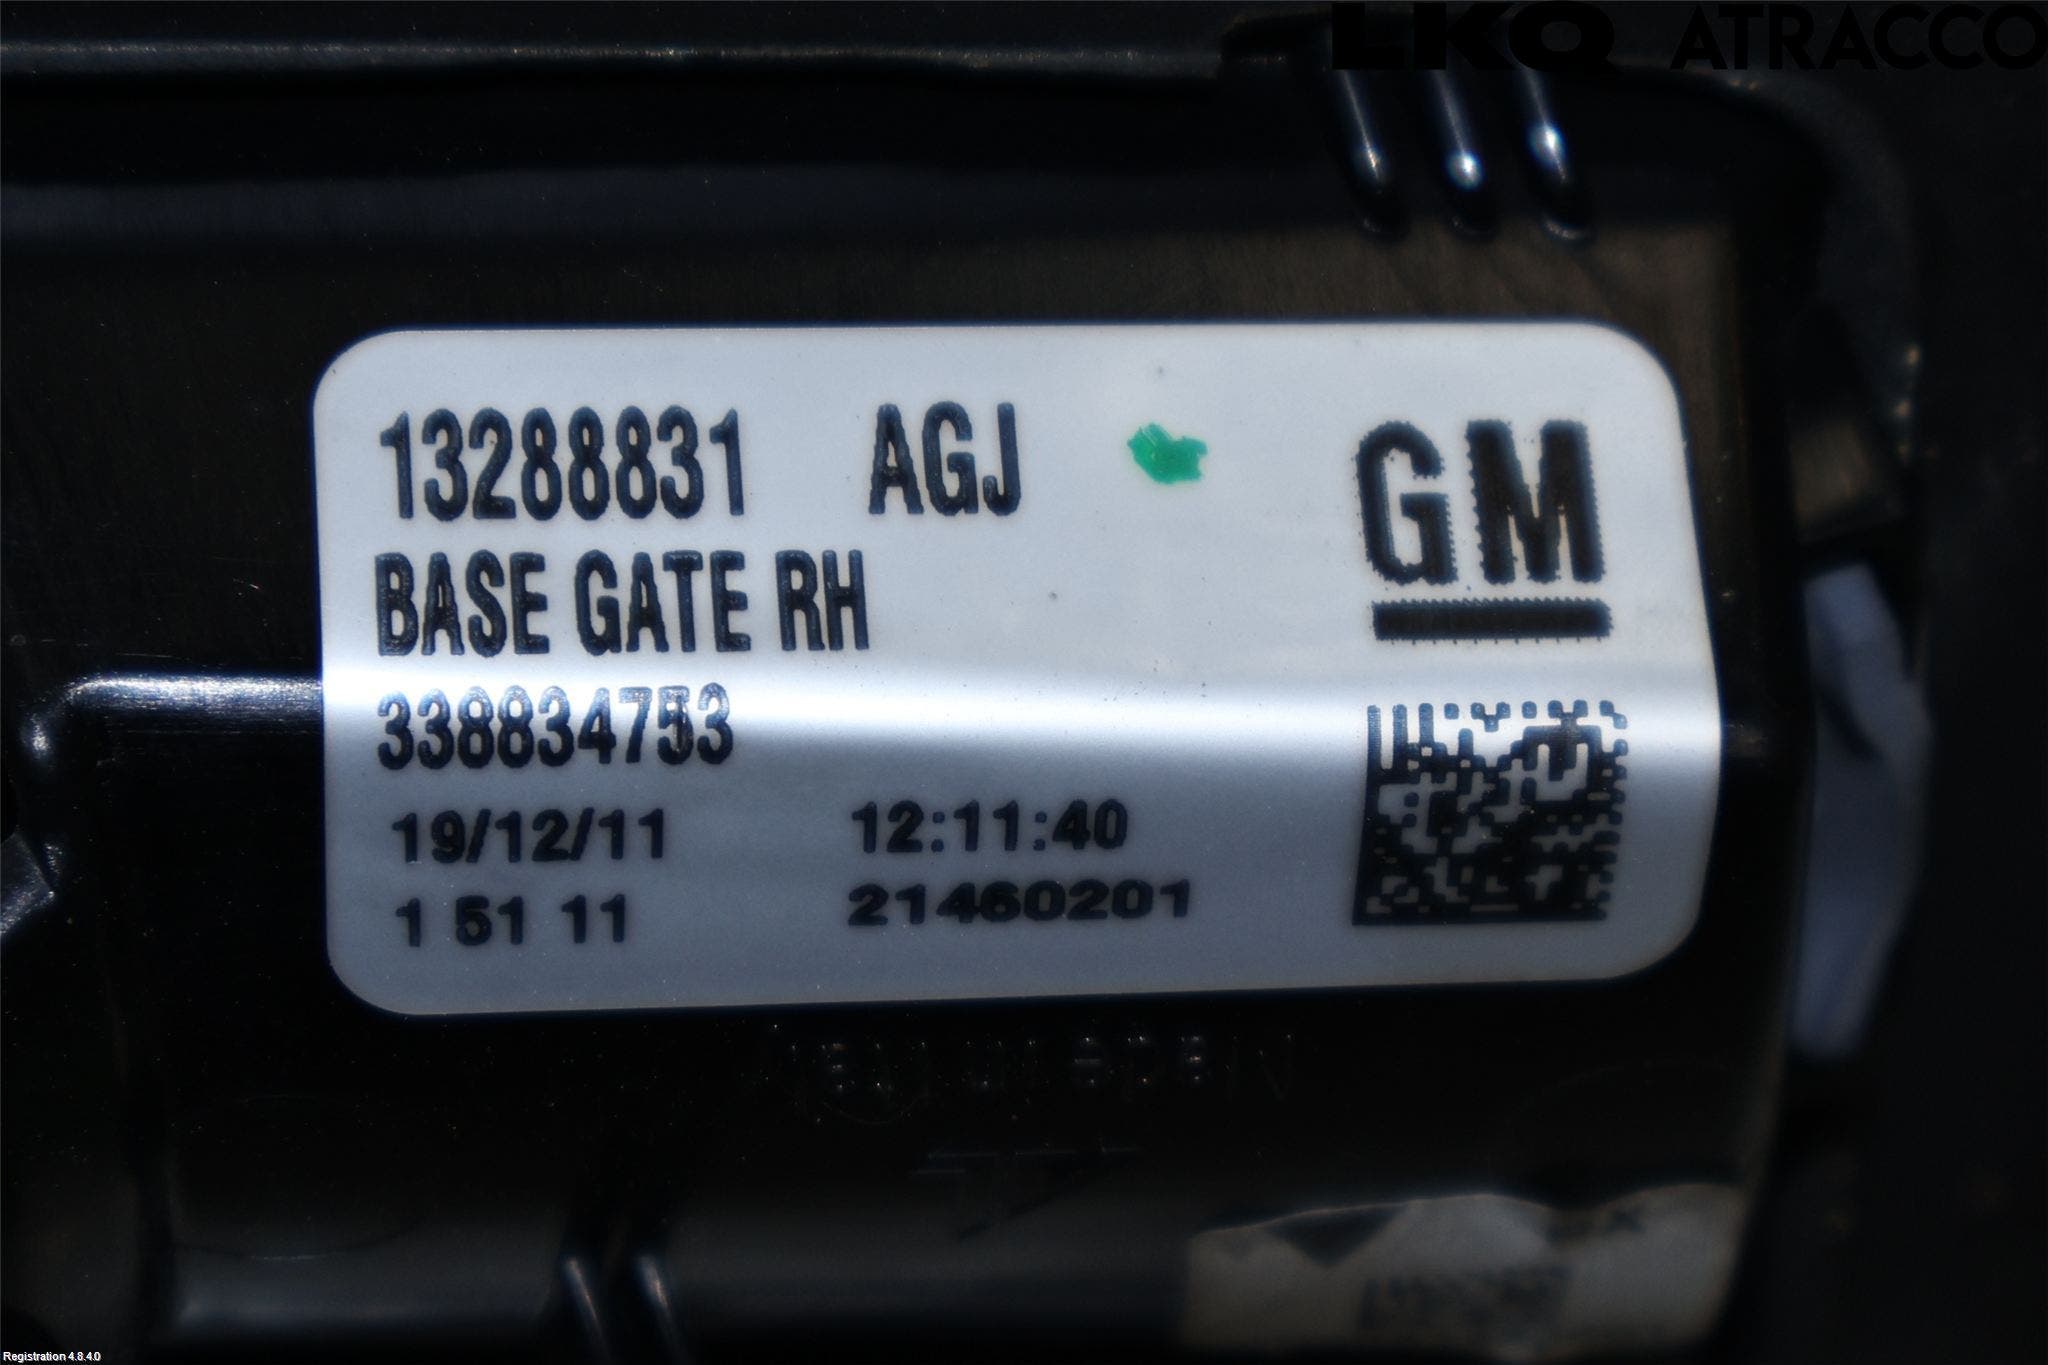 LKQ ATRACCO
13288831 AGJ
GM
BASE GATE RH
338834753
19/12/11 12:11:40
1 51 11 21460201
Registration 4.8.4.0